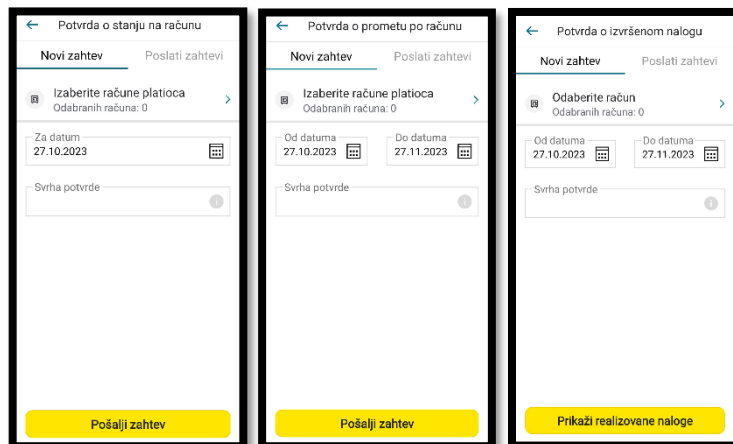 Potvrda o stanju na računu
Novi zahtev
Poslati zahtevi
Izaberite račune platioca
Odabranih računa: 0
Za datum
27.10.2023
Svrha potvrde
Pošalji zahtev
Potvrda o prometu po računu
Novi zahtev
Poslati zahtevi
Izaberite račune platioca
Odabranih računa: 0
Od datuma
27.10.2023
Do datuma
27.11.2023
Svrha potvrde
Pošalji zahtev
Potvrda o izvršenom nalogu
Novi zahtev
Poslati zahtevi
Odaberite račun
Odabranih računa: 0
Od datuma
27.10.2023
Do datuma
27.11.2023
Svrha potvrde
Prikaži realizovane naloge